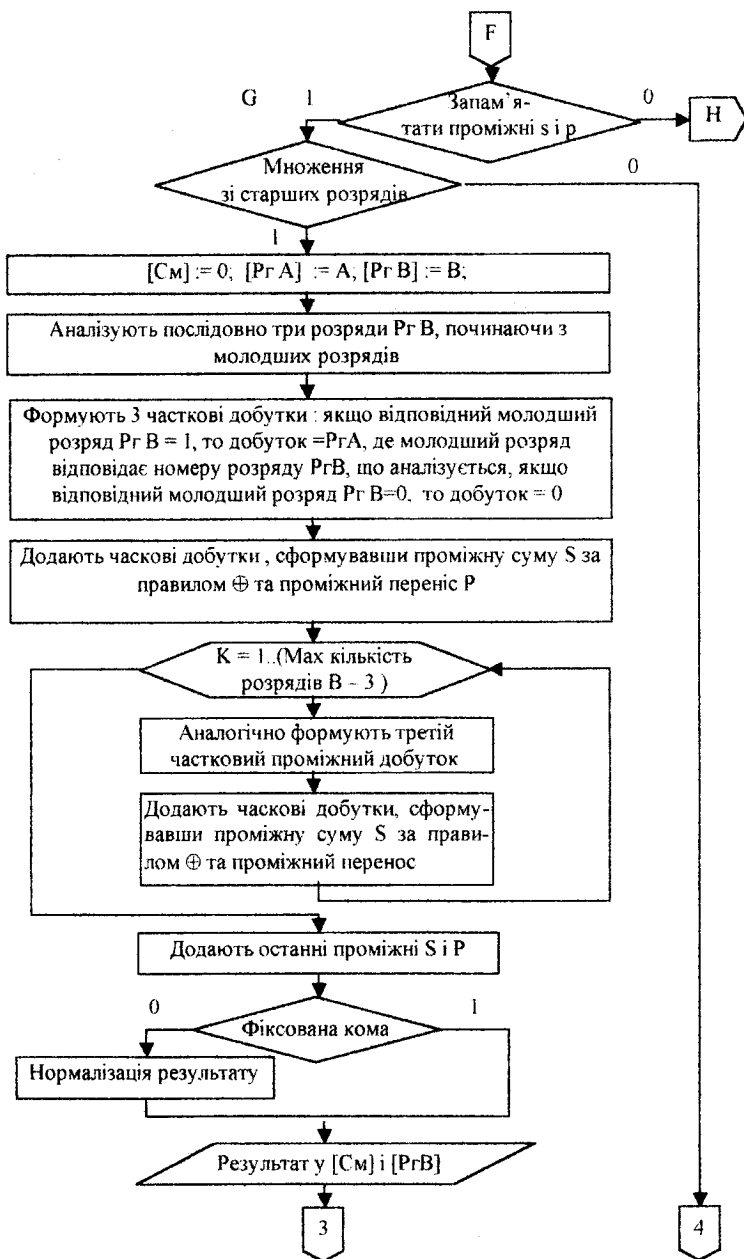 F
G 1
Запам`я-
тати проміжні s і p
0
H
Множення
зі старших розрядів
0
1
[См] := 0; [Рг А] := А; [Рг В] := В;
Аналізують послідовно три розряди Рг В, починаючи з
молодших розрядів
Формують 3 часткові добутки : якщо відповідний молодший
розряд Рг В = 1, то добуток =РгА, де молодший розряд
відповідає номеру розряду РгВ, що аналізується, якщо
відповідний молодший розряд Рг В=0, то добуток = 0
Додають часкові добутки , сформувавши проміжну суму S за
правилом ⊕ та проміжний переніс Р
K = 1..(Max кількість
розрядів В – 3 )
Аналогічно формують третій
частковий проміжний добуток
Додають часкові добутки, сформу-
вавши проміжну суму S за прави-
лом ⊕ та проміжний перенос
Додають останні проміжні S і P
0
1
Фіксована кома
Нормалізація результату
Результат у [См] і [РгВ]
3
4